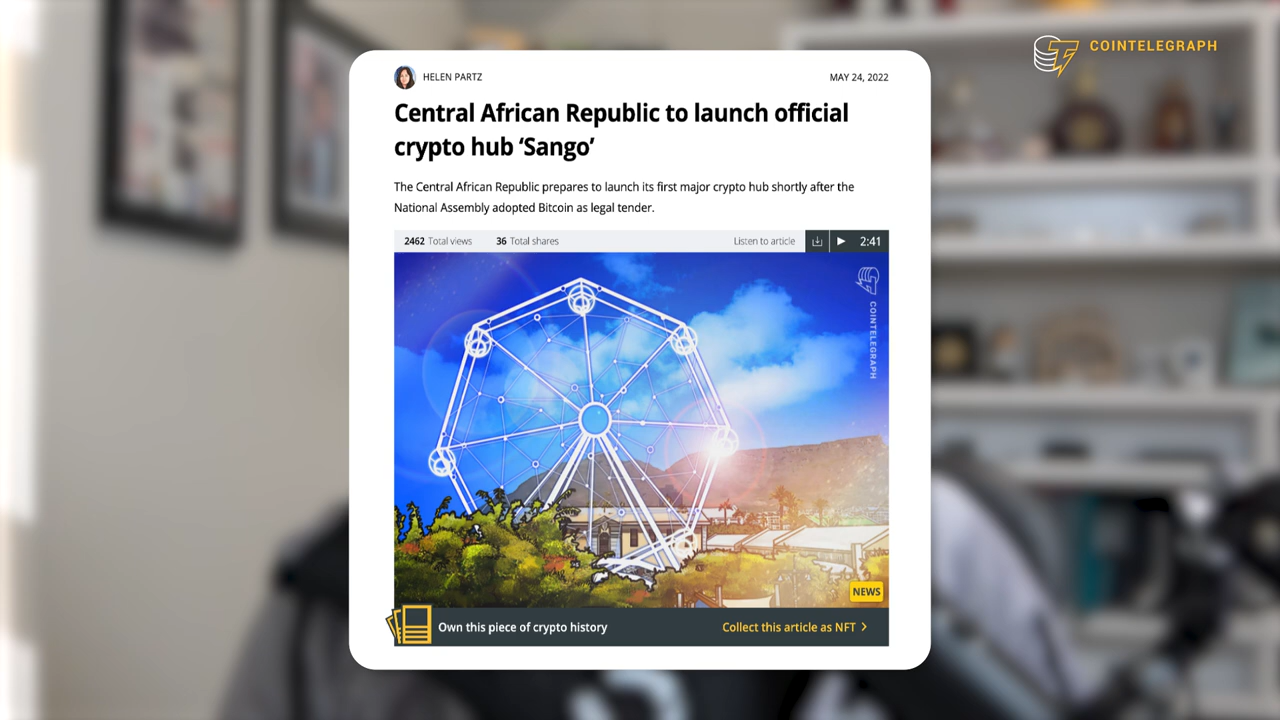 COINTELEGRAPH
HELEN PARTZ
MAY 24, 2022
Central African Republic to launch official
crypto hub ‘Sango’
The Central African Republic prepares to launch its first major crypto hub shortly after the
National Assembly adopted Bitcoin as legal tender.
2462 Total views 36 Total shares Listen to article 2:41
COINTELEGRAPH
NEWS
Own this piece of crypto history Collect this article as NFT >